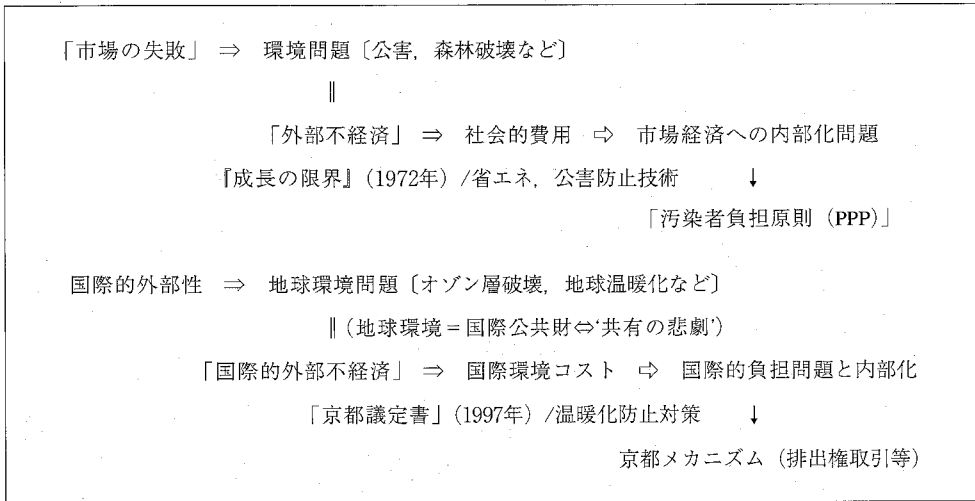 「市場の失敗」 ⇒ 環境問題〔公害，森林破壊など〕
∥
「外部不経済」 ⇒ 社会的費用 ⇨ 市場経済への内部化問題
『成長の限界』(1972年) /省エネ，公害防止技術 ↓
「汚染者負担原則 (PPP)」
国際的外部性 ⇒ 地球環境問題〔オゾン層破壊，地球温暖化など〕
∥ (地球環境＝国際公共財⇔‘共有の悲劇’)
「国際的外部不経済」 ⇒ 国際環境コスト ⇨ 国際的負担問題と内部化
「京都議定書」(1997年) /温暖化防止対策 ↓
京都メカニズム (排出権取引等)